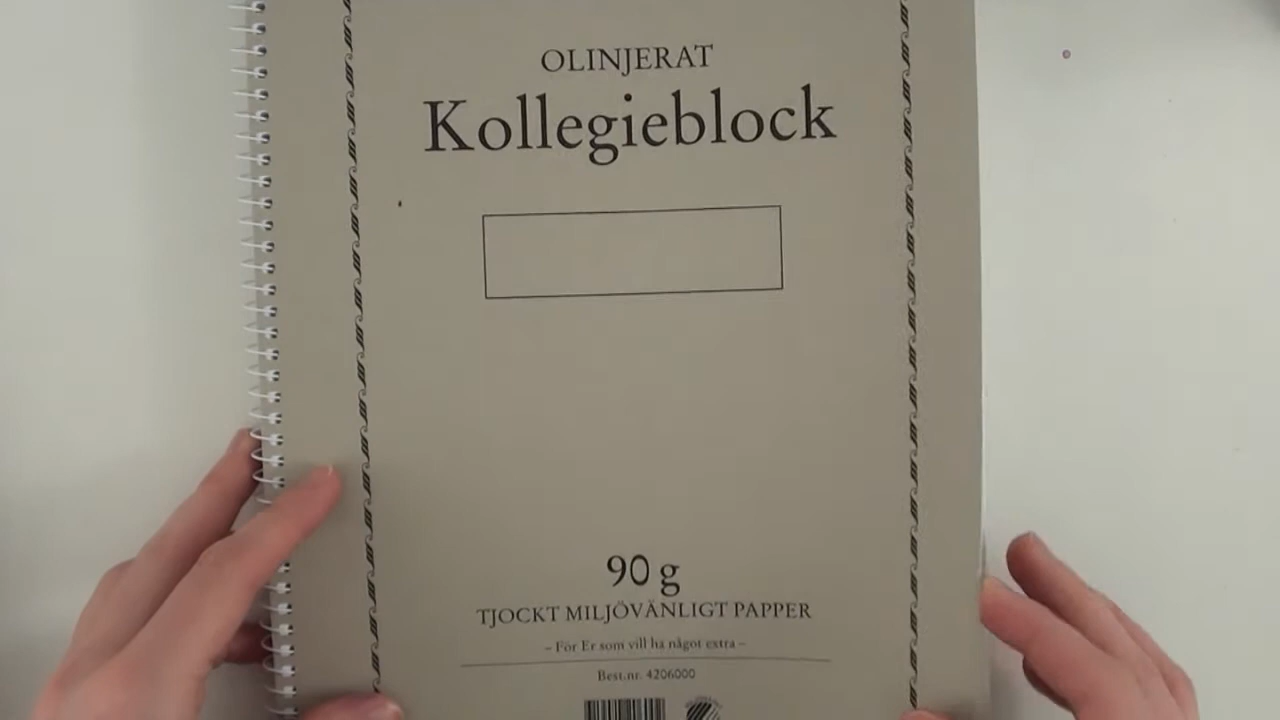 OLINJERAT
Kollegieblock
90 g
TJOCKT MILJÖVÄNLIGT PAPPER
– För Er som vill ha något extra –
Best.nr. 4206000